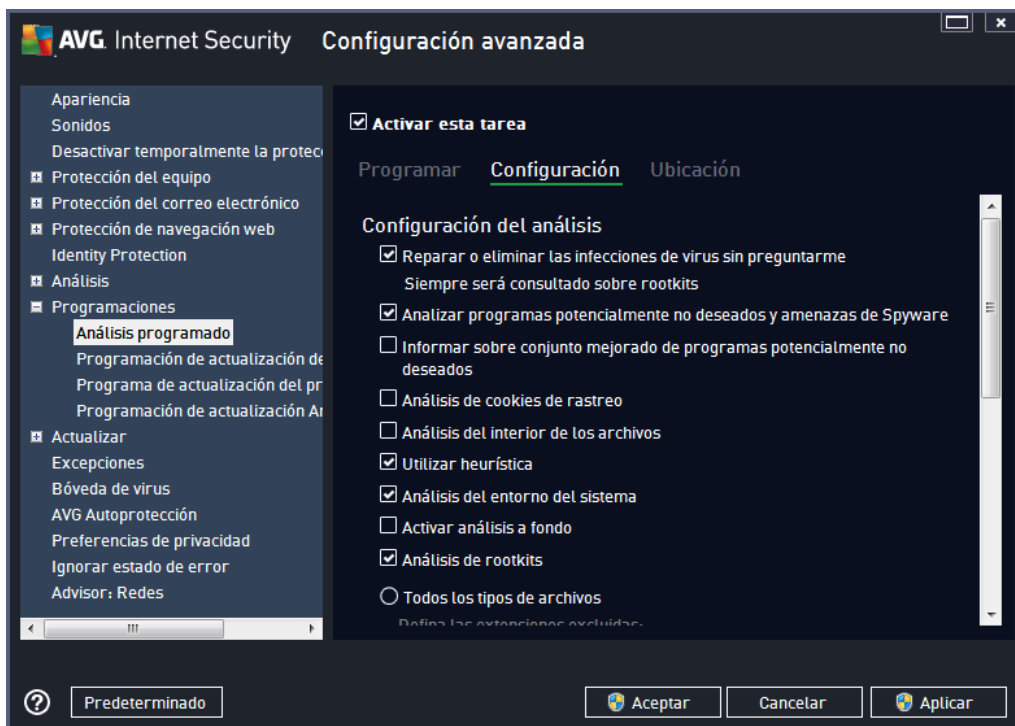 AVG. Internet Security
Configuración avanzada
Apariencia
Sonidos
Desactivar temporalmente la protec
Protección del equipo
Protección del correo electrónico
Protección de navegación web
Identity Protection
Análisis
Programaciones
Análisis programado
Programación de actualización de
Programa de actualización del pr
Programación de actualización
Actualizar
Excepciones
Bóveda de virus
AVG Autoprotección
Preferencias de privacidad
Ignorar estado de error
Advisor: Redes
Activar esta tarea
Programar
Configuración
Ubicación
Configuración del análisis
Reparar o eliminar las infecciones de virus sin preguntarme
Siempre será consultado sobre rootkits
Analizar programas potencialmente no deseados y amenazas de Spyware
Informar sobre conjunto mejorado de programas potencialmente no
deseados
Análisis de cookies de rastreo
Análisis del interior de los archivos
Utilizar heurística
Análisis del entorno del sistema
Activar análisis a fondo
Análisis de rootkits
Todos los tipos de archivos
Defina las extensiones excluidas:
Predeterminado
Aceptar
Cancelar
Aplicar